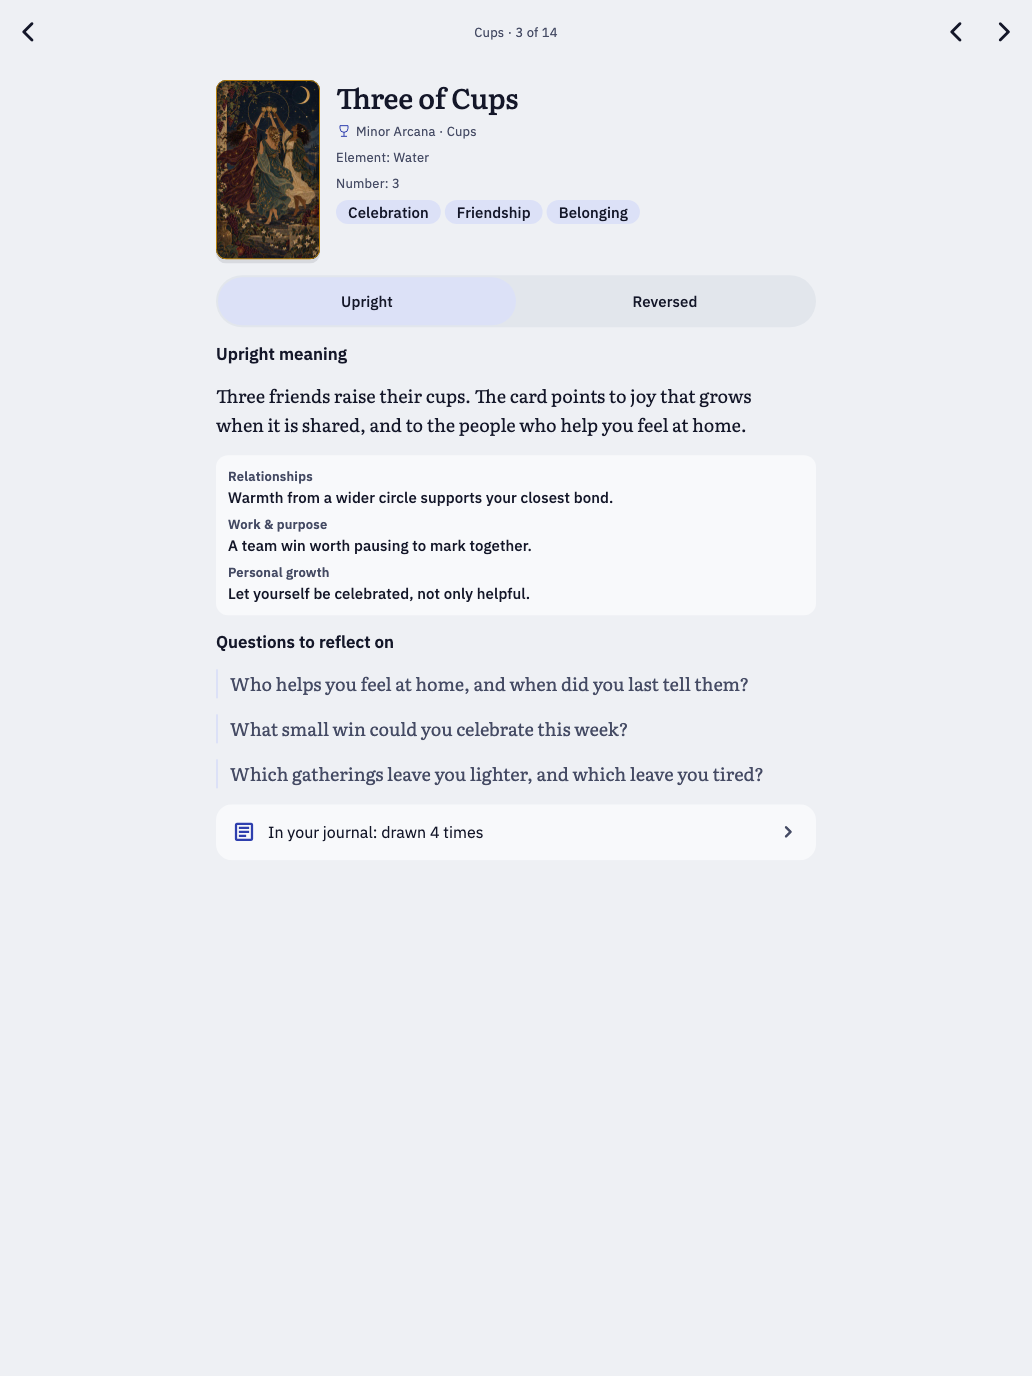 Cups · 3 of 14
Three of Cups
Minor Arcana · Cups
Element: Water
Number: 3
Celebration Friendship Belonging
Upright Reversed
Upright meaning
Three friends raise their cups. The card points to joy that grows
when it is shared, and to the people who help you feel at home.
Relationships
Warmth from a wider circle supports your closest bond.
Work & purpose
A team win worth pausing to mark together.
Personal growth
Let yourself be celebrated, not only helpful.
Questions to reflect on
Who helps you feel at home, and when did you last tell them?
What small win could you celebrate this week?
Which gatherings leave you lighter, and which leave you tired?
In your journal: drawn 4 times